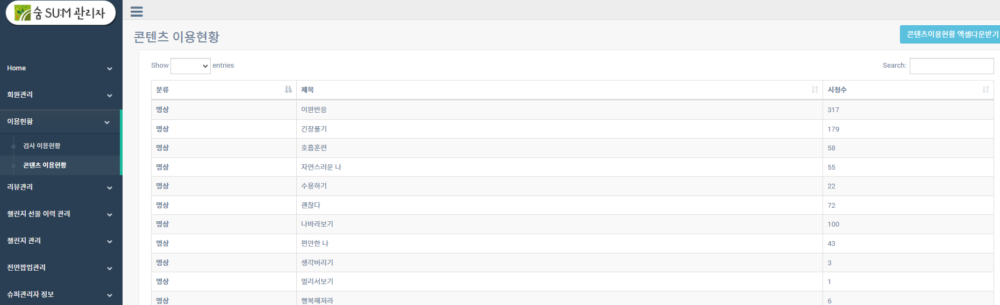 숨 SU:M 관리자
콘텐츠 이용현황
콘텐츠이용현황 엑셀다운받기
Home
회원관리
이용현황
검사 이용현황
콘텐츠 이용현황
리뷰관리
챌린지 선물 이력 관리
챌린지 관리
전면팝업관리
슈퍼관리자 정보
Show entries
Search:
분류 제목 시청수
명상 이완반응 317
명상 긴장풀기 179
명상 호흡훈련 58
명상 자연스러운 나 55
명상 수용하기 22
명상 괜찮다 72
명상 나바라보기 100
명상 편안한 나 43
명상 생각버리기 3
명상 멀리서보기 1
명상 행복해져라 6